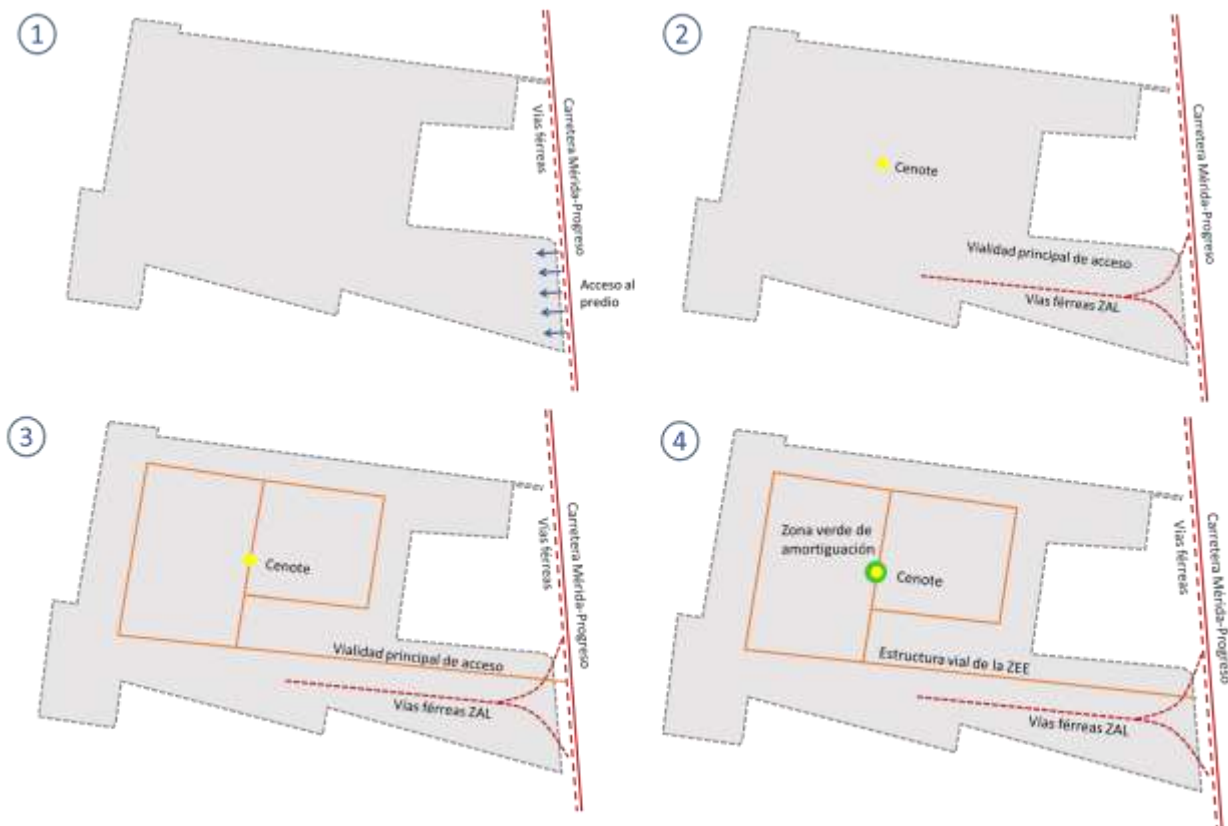 1
Vías férreas
Carretera Mérida-Progreso
Acceso al
predio
2
Cenote
Carretera Mérida-Progreso
Vialidad principal de acceso
Vías férreas ZAL
3
Cenote
Vías férreas
Carretera Mérida-Progreso
Vialidad principal de acceso
Vías férreas ZAL
4
Zona verde de
amortiguación
Cenote
Vías férreas
Carretera Mérida-Progreso
Estructura vial de la ZEE
Vías férreas ZAL